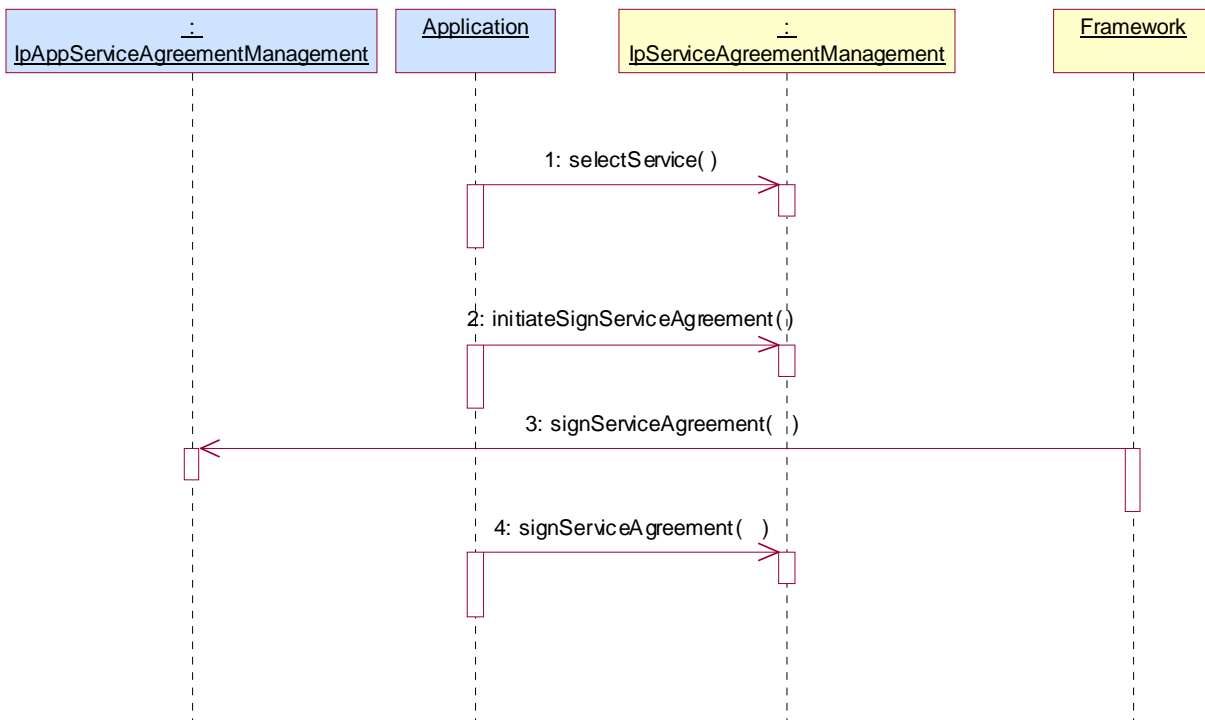 :
IpAppServiceAgreementManagement
Application
:
IpServiceAgreementManagement
Framework
1: selectService( )
2: initiateSignServiceAgreement( )
3: signServiceAgreement( )
4: signServiceAgreement( )